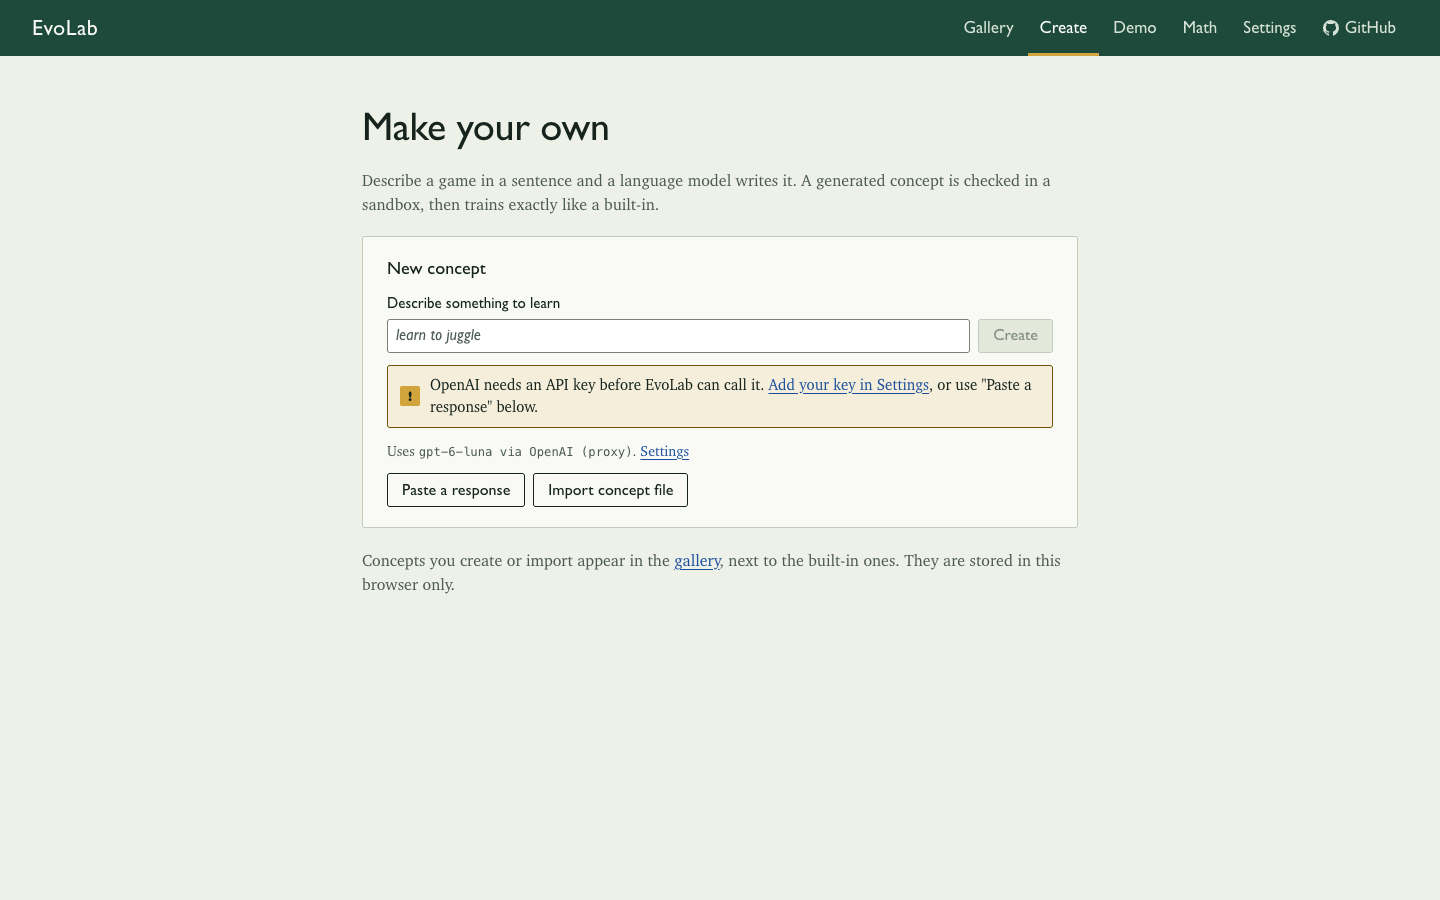 EvoLab
Gallery
Create
Demo
Math
Settings
GitHub
Make your own
Describe a game in a sentence and a language model writes it. A generated concept is checked in a
sandbox, then trains exactly like a built-in.
New concept
Describe something to learn
learn to juggle
Create
!
OpenAI needs an API key before EvoLab can call it. Add your key in Settings, or use "Paste a
response" below.
Uses gpt-6-luna via OpenAI (proxy). Settings
Paste a response
Import concept file
Concepts you create or import appear in the gallery, next to the built-in ones. They are stored in this
browser only.